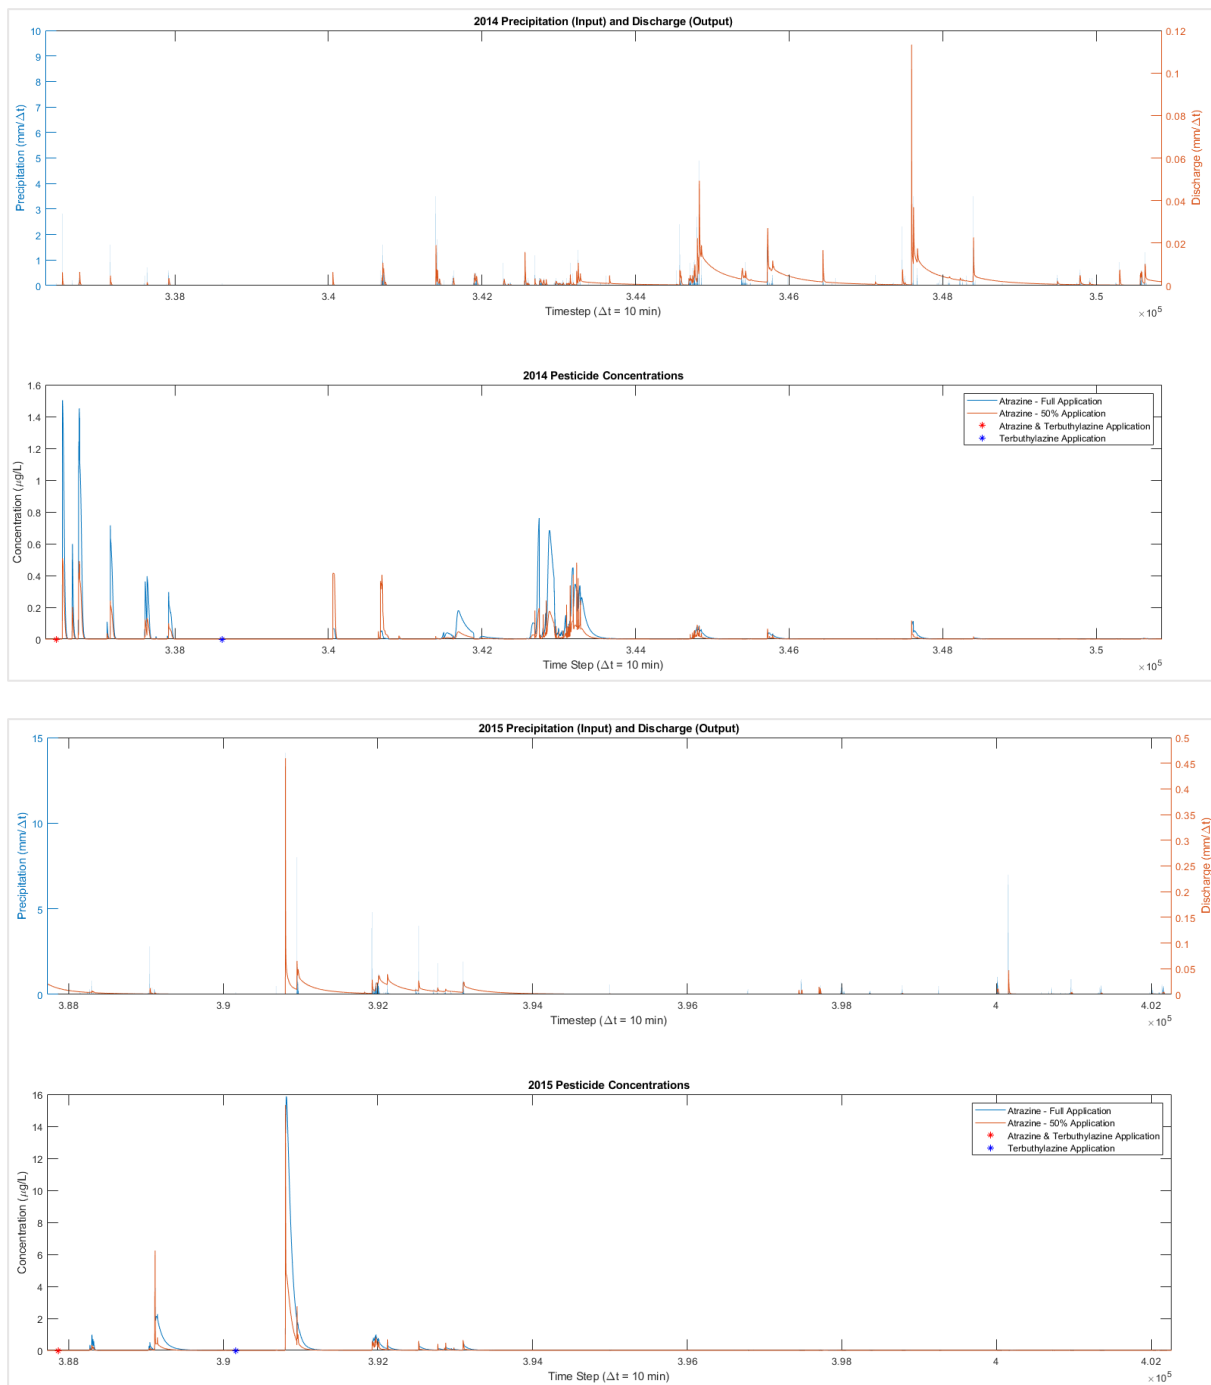 2014 Precipitation (Input) and Discharge (Output)
10
9
8
7
6
5
4
3
2
1
0
Precipitation (mm/Δt)
0.12
0.1
0.08
0.06
0.04
0.02
0
Discharge (mm/Δt)
3.38 3.4 3.42 3.44 3.46 3.48 3.5
×10^5
Timestep (Δt = 10 min)
2014 Pesticide Concentrations
1.6
1.4
1.2
1
0.8
0.6
0.4
0.2
0
Concentration (μg/L)
Atrazine - Full Application
Atrazine - 50% Application
Atrazine & Terbuthylazine Application
Terbuthylazine Application
3.38 3.4 3.42 3.44 3.46 3.48 3.5
×10^5
Time Step (Δt = 10 min)
2015 Precipitation (Input) and Discharge (Output)
15
10
5
0
Precipitation (mm/Δt)
0.5
0.45
0.4
0.35
0.3
0.25
0.2
0.15
0.1
0.05
0
Discharge (mm/Δt)
3.88 3.9 3.92 3.94 3.96 3.98 4 4.02
×10^5
Timestep (Δt = 10 min)
2015 Pesticide Concentrations
16
14
12
10
8
6
4
2
0
Concentration (μg/L)
Atrazine - Full Application
Atrazine - 50% Application
Atrazine & Terbuthylazine Application
Terbuthylazine Application
3.88 3.9 3.92 3.94 3.96 3.98 4 4.02
×10^5
Time Step (Δt = 10 min)